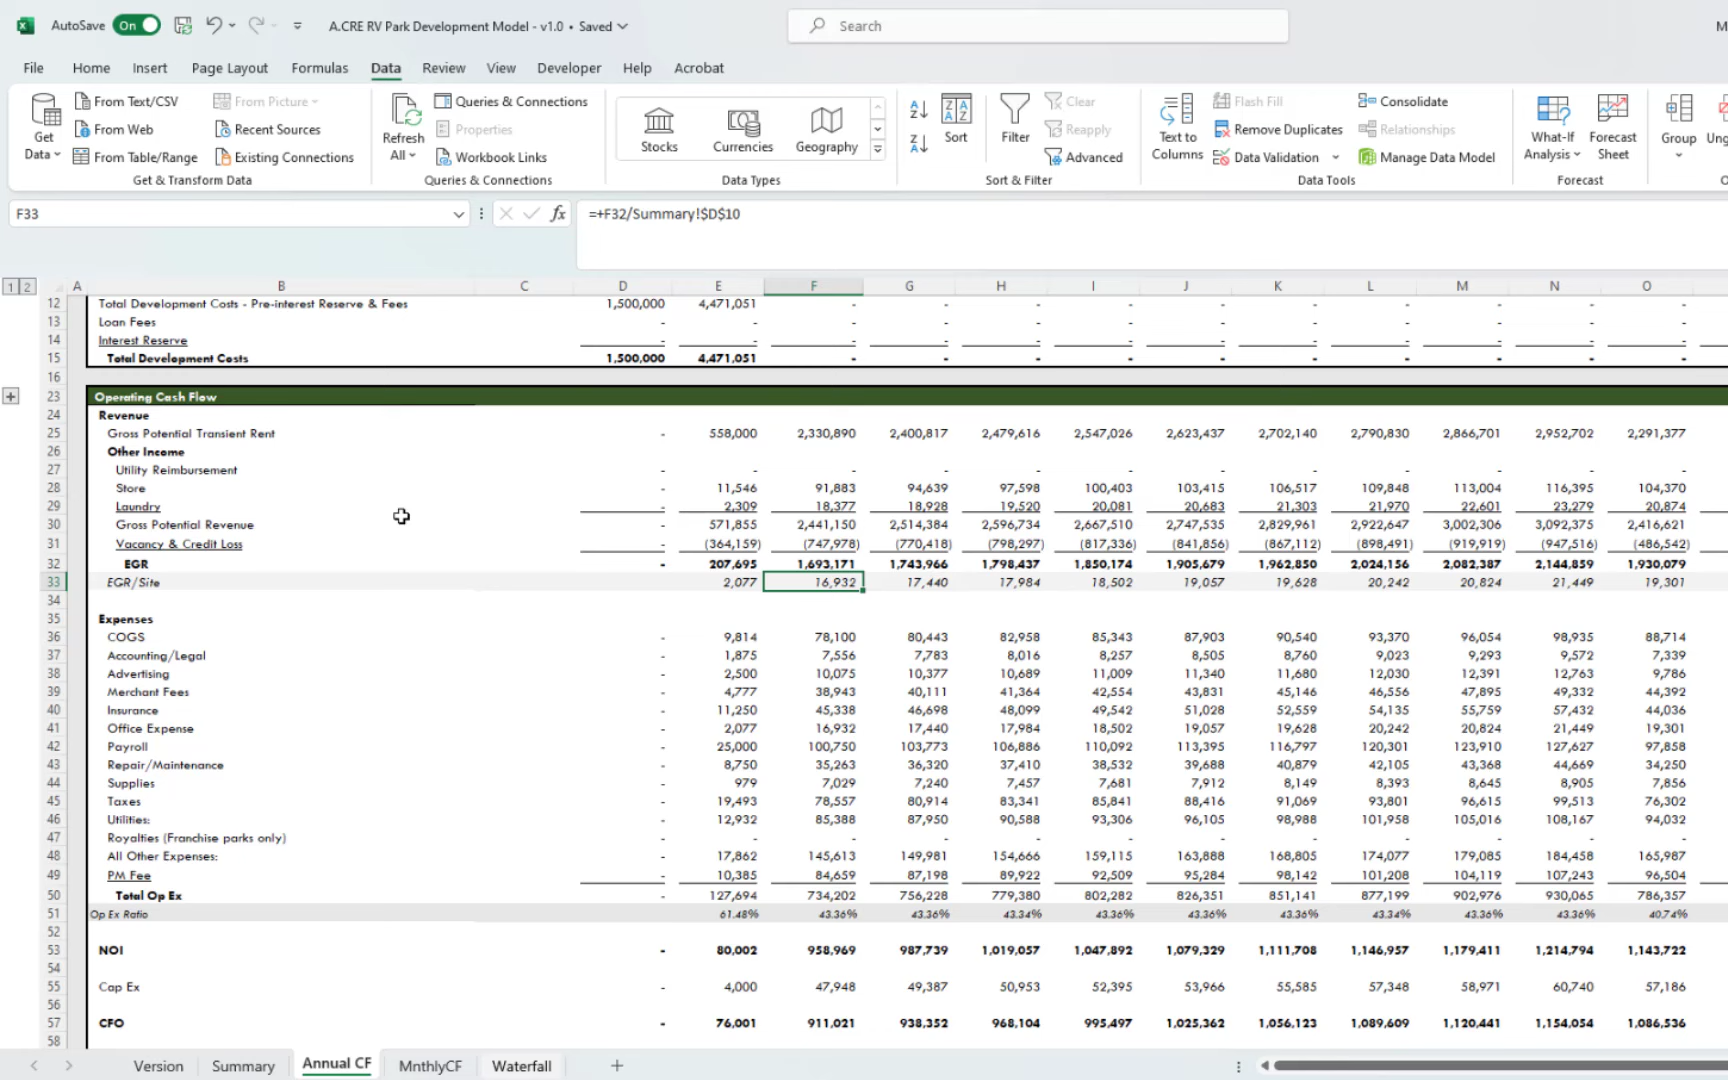 AutoSave On A.CRE RV Park Development Model - v1.0 • Saved Search M
File Home Insert Page Layout Formulas Data Review View Developer Help Acrobat
Get Data From Text/CSV From Picture Refresh All Queries & Connections Stocks Currencies Geography Sort Filter Clear Text to Columns Flash Fill Consolidate What-If Analysis Forecast Sheet Group Ung
From Web Recent Sources Properties Reapply Remove Duplicates Relationships
From Table/Range Existing Connections Workbook Links Advanced Data Validation Manage Data Model
Get & Transform Data Queries & Connections Data Types Sort & Filter Data Tools Forecast O
F33 fx =+F32/Summary!$D$10
1 2 A B C D E F G H I J K L M N O
12 Total Development Costs - Pre-interest Reserve & Fees 1,500,000 4,471,051 - - - - - - - - - -
13 Loan Fees - - - - - - - - - - - -
14 Interest Reserve - - - - - - - - - - - -
15 Total Development Costs 1,500,000 4,471,051 - - - - - - - - - -
16
23 Operating Cash Flow
24 Revenue
25 Gross Potential Transient Rent - 558,000 2,330,890 2,400,817 2,479,616 2,547,026 2,623,437 2,702,140 2,790,830 2,866,701 2,952,702 2,291,377
26 Other Income
27 Utility Reimbursement - - - - - - - - - - - -
28 Store - 11,546 91,883 94,639 97,598 100,403 103,415 106,517 109,848 113,004 116,395 104,370
29 Laundry - 2,309 18,377 18,928 19,520 20,081 20,683 21,303 21,970 22,601 23,279 20,874
30 Gross Potential Revenue - 571,855 2,441,150 2,514,384 2,596,734 2,667,510 2,747,535 2,829,961 2,922,647 3,002,306 3,092,375 2,416,621
31 Vacancy & Credit Loss - (364,159) (747,978) (770,418) (798,297) (817,336) (841,856) (867,112) (898,491) (919,919) (947,516) (486,542)
32 EGR - 207,695 1,693,171 1,743,966 1,798,437 1,850,174 1,905,679 1,962,850 2,024,156 2,082,387 2,144,859 1,930,079
33 EGR/Site 2,077 16,932 17,440 17,984 18,502 19,057 19,628 20,242 20,824 21,449 19,301
34
35 Expenses
36 COGS - 9,814 78,100 80,443 82,958 85,343 87,903 90,540 93,370 96,054 98,935 88,714
37 Accounting/Legal - 1,875 7,556 7,783 8,016 8,257 8,505 8,760 9,023 9,293 9,572 7,339
38 Advertising - 2,500 10,075 10,377 10,689 11,009 11,340 11,680 12,030 12,391 12,763 9,786
39 Merchant Fees - 4,777 38,943 40,111 41,364 42,554 43,831 45,146 46,556 47,895 49,332 44,392
40 Insurance - 11,250 45,338 46,698 48,099 49,542 51,028 52,559 54,135 55,759 57,432 44,036
41 Office Expense - 2,077 16,932 17,440 17,984 18,502 19,057 19,628 20,242 20,824 21,449 19,301
42 Payroll - 25,000 100,750 103,773 106,886 110,092 113,395 116,797 120,301 123,910 127,627 97,858
43 Repair/Maintenance - 8,750 35,263 36,320 37,410 38,532 39,688 40,879 42,105 43,368 44,669 34,250
44 Supplies - 979 7,029 7,240 7,457 7,681 7,912 8,149 8,393 8,645 8,905 7,856
45 Taxes - 19,493 78,557 80,914 83,341 85,841 88,416 91,069 93,801 96,615 99,513 76,302
46 Utilities: - 12,932 85,388 87,950 90,588 93,306 96,105 98,988 101,958 105,016 108,167 94,032
47 Royalties (Franchise parks only) - - - - - - - - - - - -
48 All Other Expenses: - 17,862 145,613 149,981 154,666 159,115 163,888 168,805 174,077 179,085 184,458 165,987
49 PM Fee - 10,385 84,659 87,198 89,922 92,509 95,284 98,142 101,208 104,119 107,243 96,504
50 Total Op Ex - 127,694 734,202 756,228 779,380 802,282 826,351 851,141 877,199 902,976 930,065 786,357
51 Op Ex Ratio 61.48% 43.36% 43.36% 43.34% 43.36% 43.36% 43.36% 43.34% 43.36% 43.36% 40.74%
52
53 NOI - 80,002 958,969 987,739 1,019,057 1,047,892 1,079,329 1,111,708 1,146,957 1,179,411 1,214,794 1,143,722
54
55 Cap Ex - 4,000 47,948 49,387 50,953 52,395 53,966 55,585 57,348 58,971 60,740 57,186
56
57 CFO - 76,001 911,021 938,352 968,104 995,497 1,025,362 1,056,123 1,089,609 1,120,441 1,154,054 1,086,536
58
Version Summary Annual CF MnthlyCF Waterfall